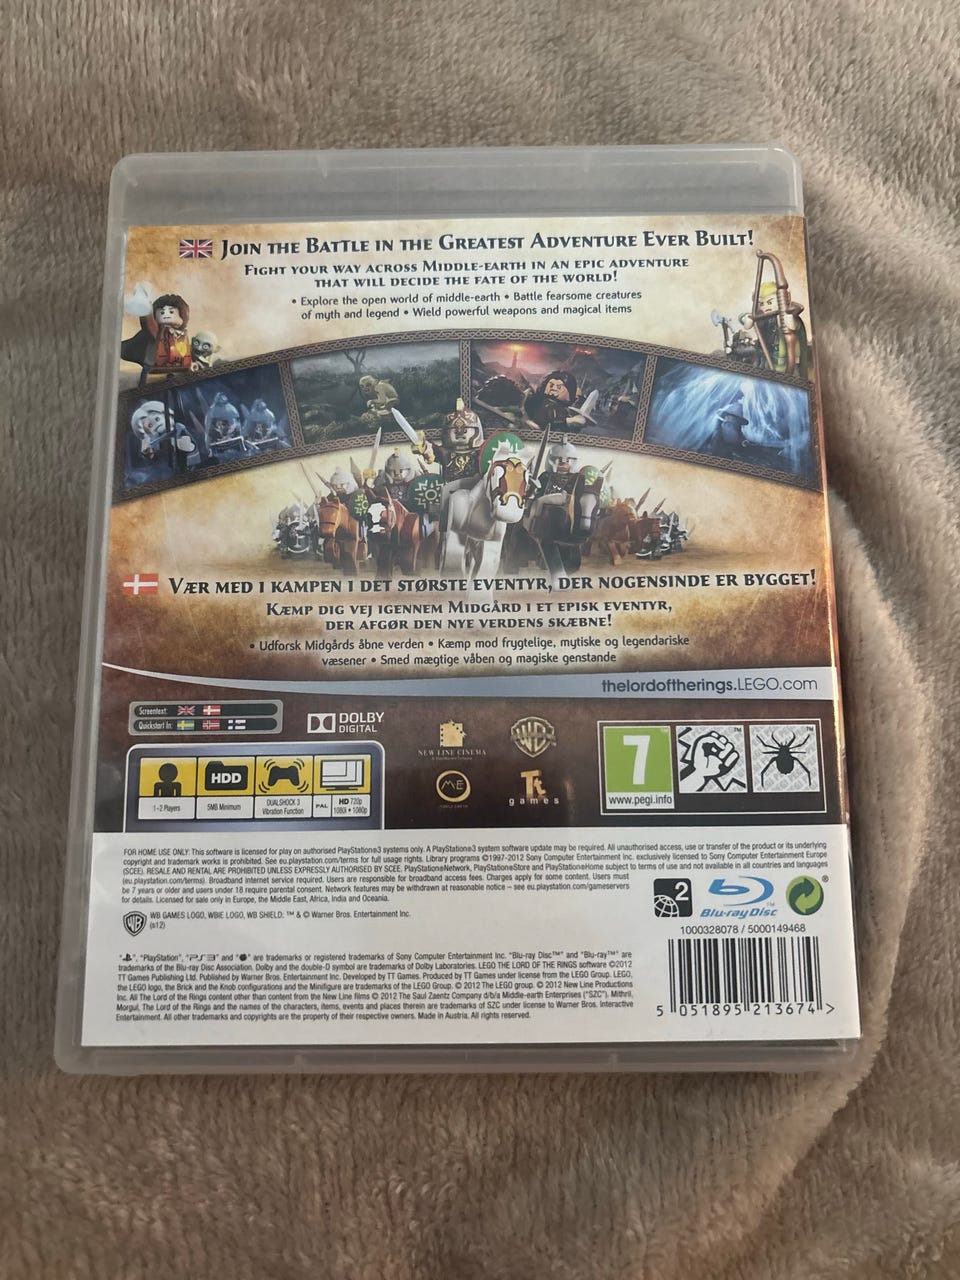 JOIN THE BATTLE IN THE GREATEST ADVENTURE EVER BUILT!
FIGHT YOUR WAY ACROSS MIDDLE-EARTH IN AN EPIC ADVENTURE
THAT WILL DECIDE THE FATE OF THE WORLD!
• Explore the open world of middle-earth • Battle fearsome creatures
of myth and legend • Wield powerful weapons and magical items
VÆR MED I KAMPEN I DET STØRSTE EVENTYR, DER NOGENSINDE ER BYGGET!
KÆMP DIG VEJ IGENNEM MIDGÅRD I ET EPISK EVENTYR,
DER AFGØR DEN NYE VERDENS SKÆBNE!
• Udforsk Midgårds åbne verden • Kæmp mod frygtelige, mytiske og legendariske
væsener • Smed mægtige våben og magiske genstande
thelordoftherings.LEGO.com
Screentext:
Quickstart In:
DOLBY
DIGITAL
NEW LINE CINEMA
WB
ME
Tt
games
HDD
1-2 Players
5MB Minimum
DUALSHOCK 3
Vibration Function
PAL
HD 720p
1080i • 1080p
7
www.pegi.info
FOR HOME USE ONLY: This software is licensed for play on authorised PlayStation®3 systems only. A PlayStation®3 system software update may be required. All unauthorised access, use or transfer of the product or its underlying
copyright and trademark works is prohibited. See eu.playstation.com/terms for full usage rights. Library programs ©1997-2012 Sony Computer Entertainment Inc. exclusively licensed to Sony Computer Entertainment Europe
(SCEE). RESALE AND RENTAL ARE PROHIBITED UNLESS EXPRESSLY AUTHORISED BY SCEE. PlayStation®Network, PlayStation®Store and PlayStation®Home subject to terms of use and not available in all countries and languages
(eu.playstation.com/terms). Broadband internet service required. Users are responsible for broadband access fees. Charges apply for some content. Users must
be 7 years or older and users under 18 require parental consent. Network features may be withdrawn at reasonable notice – see eu.playstation.com/gameservers
for details. Licensed for sale only in Europe, the Middle East, Africa, India and Oceania.
WB GAMES LOGO, WBIE LOGO, WB SHIELD: ™ & © Warner Bros. Entertainment Inc.
(s12)
2
Blu-ray Disc
1000328078 / 5000149468
"PlayStation", "PS3" and are trademarks or registered trademarks of Sony Computer Entertainment Inc. "Blu-ray Disc™" and "Blu-ray™" are
trademarks of the Blu-ray Disc Association. Dolby and the double-D symbol are trademarks of Dolby Laboratories. LEGO THE LORD OF THE RINGS software ©2012
TT Games Publishing Ltd. Published by Warner Bros. Entertainment Inc. Developed by TT Games. Produced by TT Games under license from the LEGO Group. LEGO,
the LEGO logo, the Brick and the Knob configurations and the Minifigure are trademarks of the LEGO Group. © 2012 The LEGO group. © 2012 New Line Productions
Inc. All The Lord of the Rings content other than content from the New Line films © 2012 The Saul Zaentz Company d/b/a Middle-earth Enterprises ("SZC"). Mithril,
Morgul, The Lord of the Rings and the names of the characters, items, events and places therein are trademarks of SZC under license to Warner Bros. Interactive
Entertainment. All other trademarks and copyrights are the property of their respective owners. Made in Austria. All rights reserved.
5 051895 213674 >